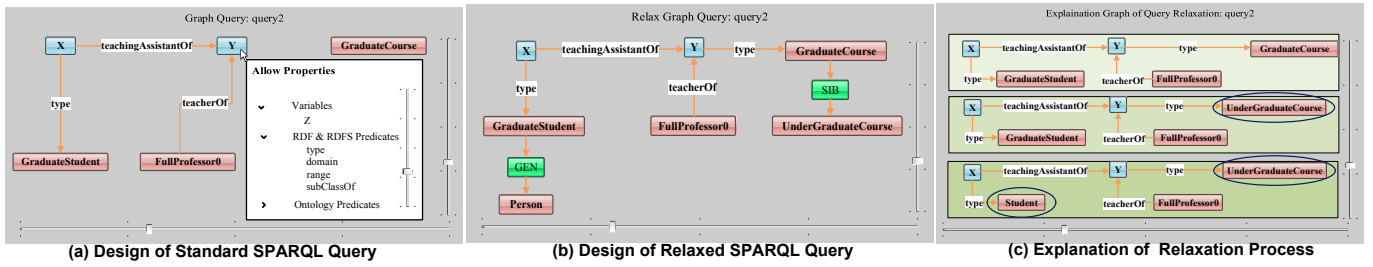 Graph Query: query2
X
teachingAssistantOf
Y
GraduateCourse
Allow Properties
type
teacherOf
Variables
Z
RDF & RDFS Predicates
type
domain
range
subClassOf
Ontology Predicates
GraduateStudent
FullProfessor0
(a) Design of Standard SPARQL Query
Relax Graph Query: query2
X
teachingAssistantOf
Y
type
GraduateCourse
type
teacherOf
SIB
GraduateStudent
FullProfessor0
UnderGraduateCourse
GEN
Person
(b) Design of Relaxed SPARQL Query
Explaination Graph of Query Relaxation: query2
X
teachingAssistantOf
Y
type
GraduateCourse
type
GraduateStudent
teacherOf
FullProfessor0
X
teachingAssistantOf
Y
type
UnderGraduateCourse
type
GraduateStudent
teacherOf
FullProfessor0
X
teachingAssistantOf
Y
type
UnderGraduateCourse
type
Student
teacherOf
FullProfessor0
(c) Explanation of Relaxation Process